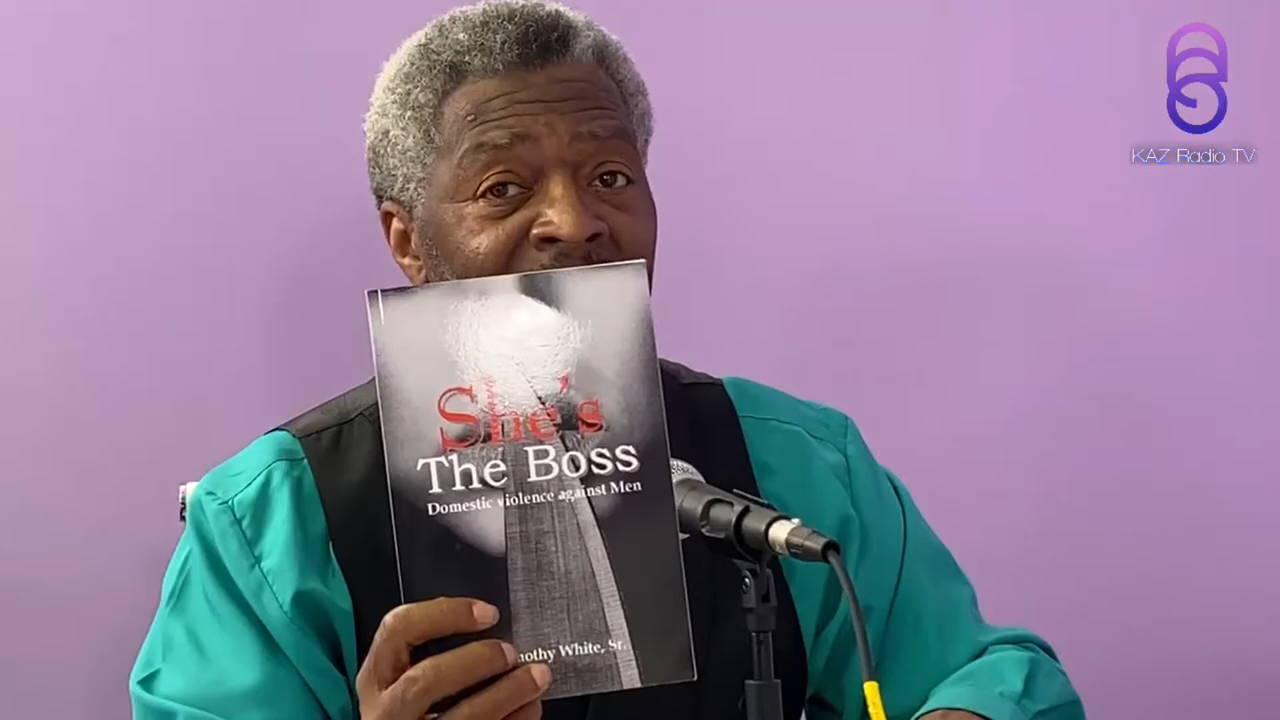 KAZ Radio TV
She's
The Boss
Domestic violence against Men
White, Sr.